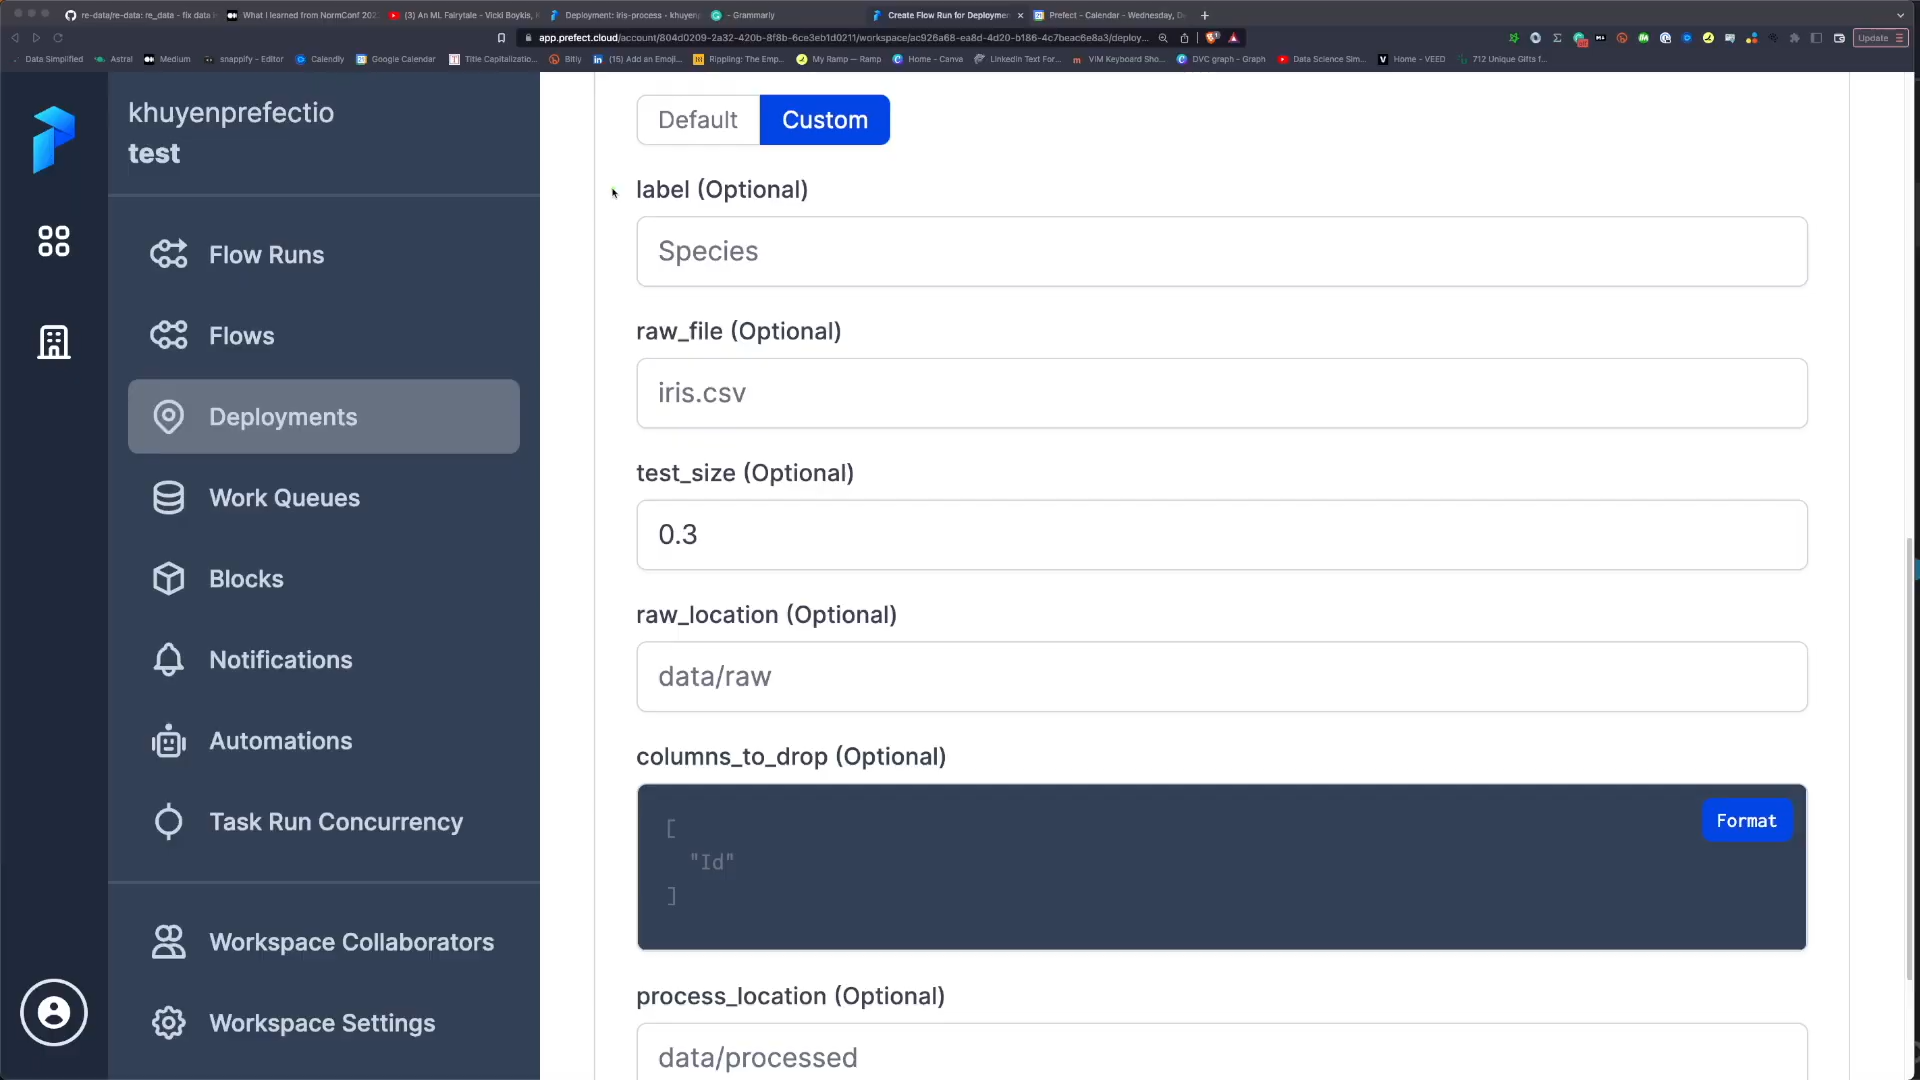 re-data/re-data: re_data - fix data
What I learned from NormConf 202
(3) An ML Fairytale - Vicki Boykis,
Deployment: iris-process - khuyen
- Grammarly
Create Flow Run for Deployme
Prefect - Calendar - Wednesday, D
app.prefect.cloud/account/804d0209-2a32-420b-8f8b-6ce3eb1d0211/workspace/ac926a68-ea8d-4d20-b186-4c7beac6e8a3/deploy...
Update
Data Simplified
Astral
Medium
snappify - Editor
Calendly
Google Calendar
Title Capitalizatio...
Bitly
(15) Add an Emoji...
Rippling: The Emp...
My Ramp — Ramp
Home - Canva
LinkedIn Text For...
VIM Keyboard Sho...
DVC graph - Graphy
Data Science Sim...
Home - VEED
712 Unique Gifts f...
khuyenprefectio
test
Flow Runs
Flows
Deployments
Work Queues
Blocks
Notifications
Automations
Task Run Concurrency
Workspace Collaborators
Workspace Settings
Default
Custom
label (Optional)
Species
raw_file (Optional)
iris.csv
test_size (Optional)
0.3
raw_location (Optional)
data/raw
columns_to_drop (Optional)
Format
[
"Id"
]
process_location (Optional)
data/processed